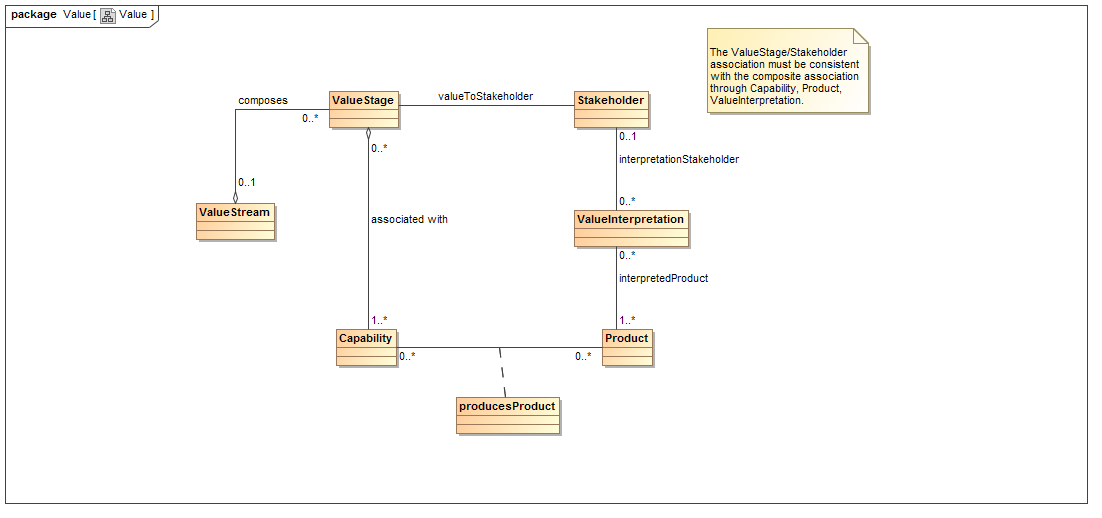 package Value [ Value ]
The ValueStage/Stakeholder
association must be consistent
with the composite association
through Capability, Product,
ValueInterpretation.
composes
ValueStage
valueToStakeholder
Stakeholder
0..*
0..1
0..*
interpretationStakeholder
0..1
0..*
ValueStream
associated with
ValueInterpretation
0..*
interpretedProduct
1..*
1..*
Capability
Product
0..*
0..*
producesProduct